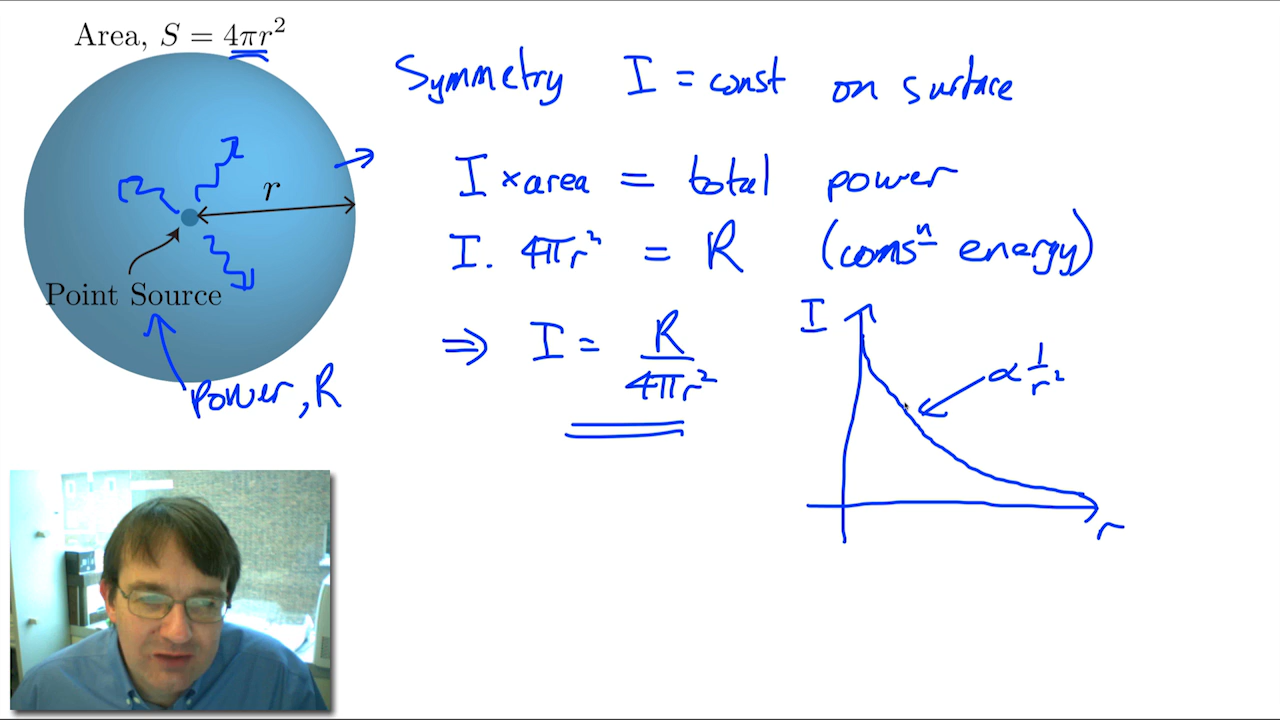 Area, S = 4πr²
Symmetry I = const on surface
I × area = total power
r
I. 4πr² = R (consⁿ energy)
Point Source
⇒ I = R / 4πr²
I
∝ 1/r²
power, R
r